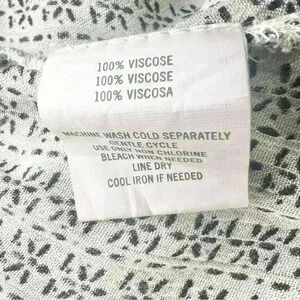 100% VISCOSE
100% VISCOSE
100% VISCOSA
MACHINE WASH COLD SEPARATELY
GENTLE CYCLE
USE ONLY NON CHLORINE
BLEACH WHEN NEEDED
LINE DRY
COOL IRON IF NEEDED